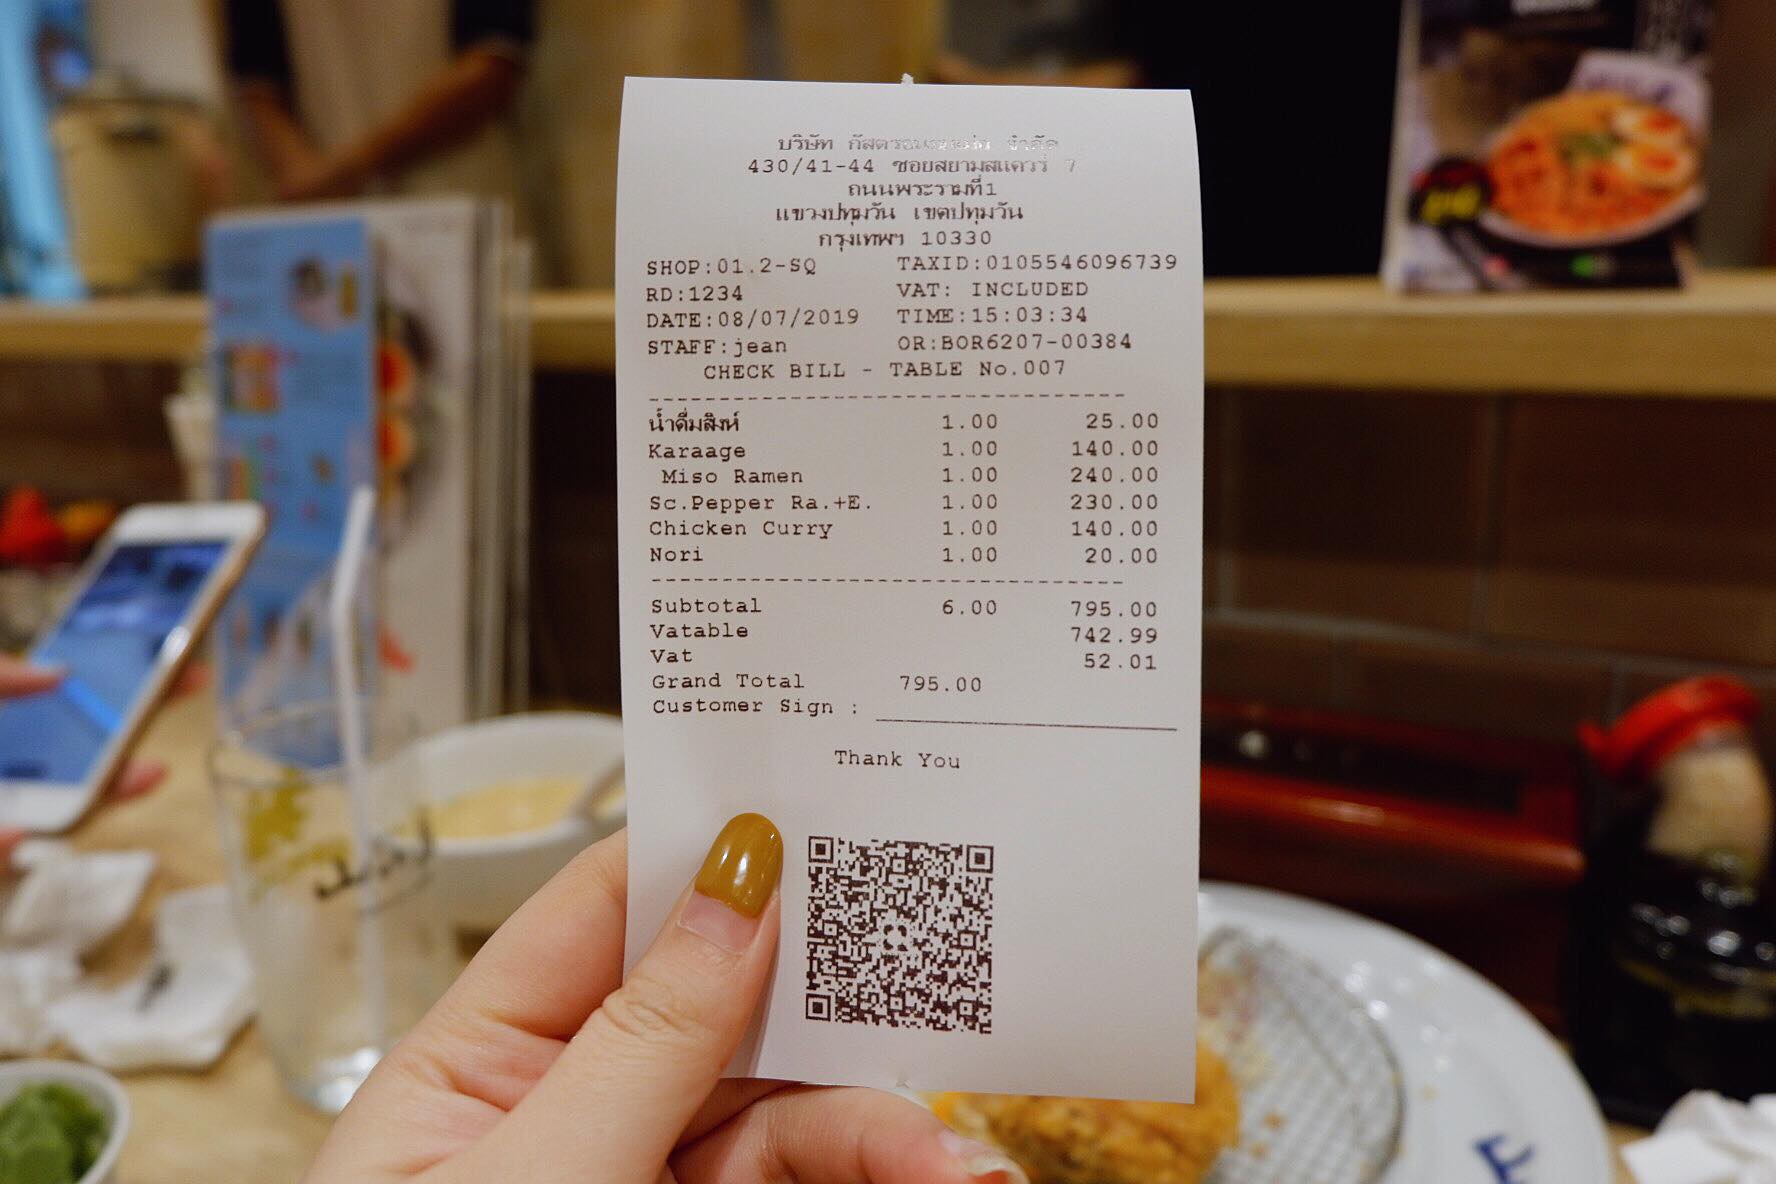 บริษัท จำกัด
430/41-44 ซอยสยามสแควร์ 7
ถนนพระรามที่1
แขวงปทุมวัน เขตปทุมวัน
กรุงเทพฯ 10330
SHOP:01.2-SQ TAXID:0105546096739
RD:1234 VAT: INCLUDED
DATE:08/07/2019 TIME:15:03:34
STAFF:jean OR:BOR6207-00384
CHECK BILL - TABLE No.007
น้ำดื่มสิงห์ 1.00 25.00
Karaage 1.00 140.00
Miso Ramen 1.00 240.00
Sc.Pepper Ra.+E. 1.00 230.00
Chicken Curry 1.00 140.00
Nori 1.00 20.00
Subtotal 6.00 795.00
Vatable 742.99
Vat 52.01
Grand Total 795.00
Customer Sign :
Thank You